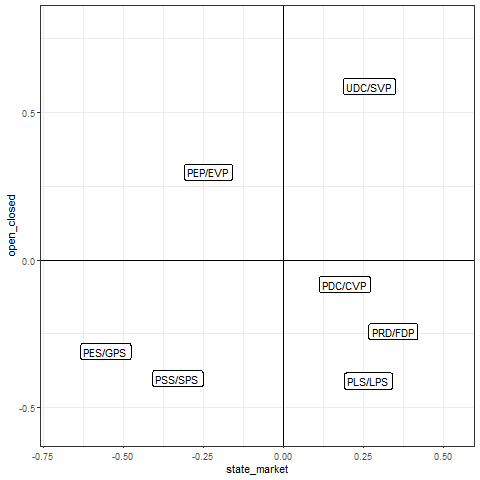 open_closed
0.5
0.0
-0.5
UDC/SVP
PEP/EVP
PDC/CVP
PRD/FDP
PES/GPS
PSS/SPS
PLS/LPS
-0.75
-0.50
-0.25
0.00
0.25
0.50
state_market